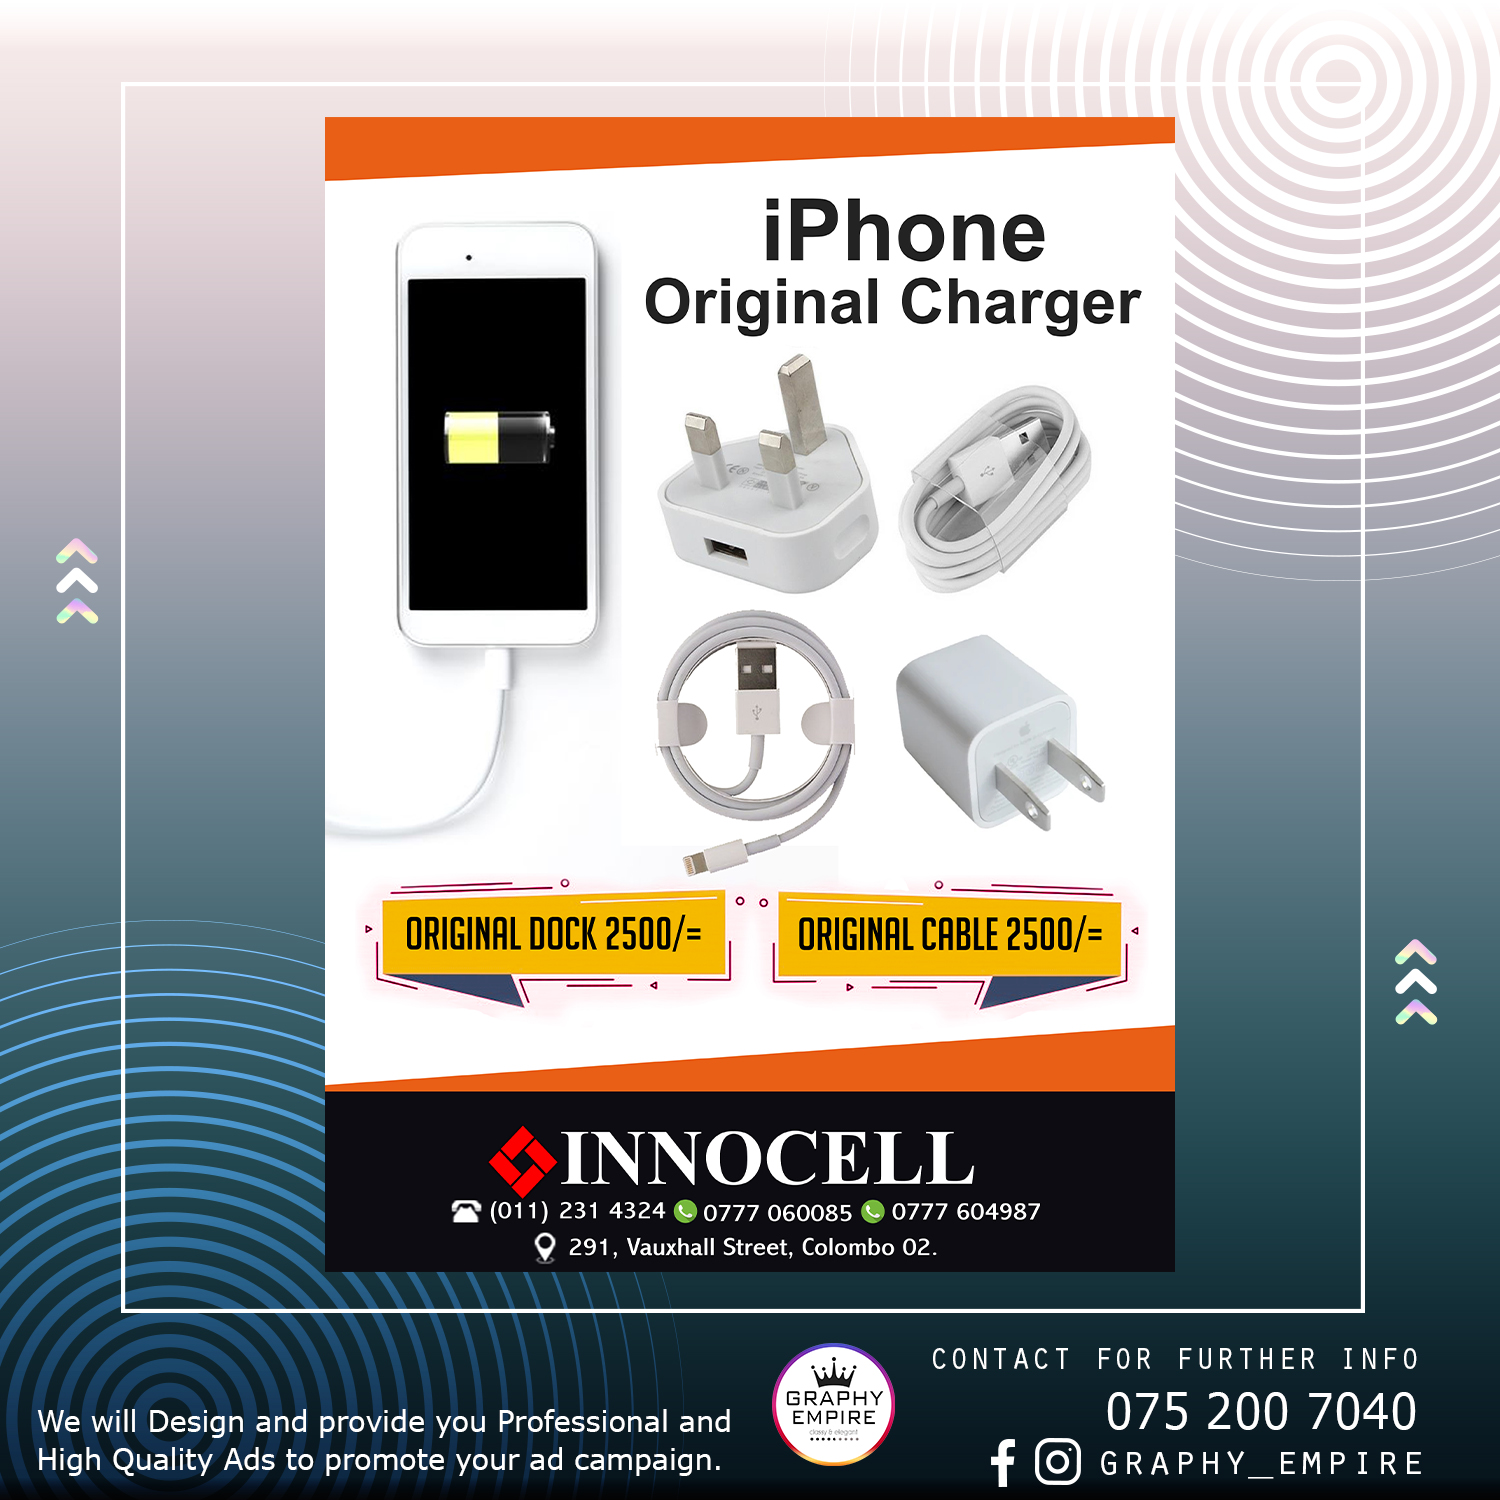 iPhone
Original Charger
ORIGINAL DOCK 2500/=
ORIGINAL CABLE 2500/=
INNOCELL
(011) 231 4324 0777 060085 0777 604987
291, Vauxhall Street, Colombo 02.
We will Design and provide you Professional and
High Quality Ads to promote your ad campaign.
GRAPHY
EMPIRE
classy & elegant
CONTACT FOR FURTHER INFO
075 200 7040
GRAPHY_EMPIRE